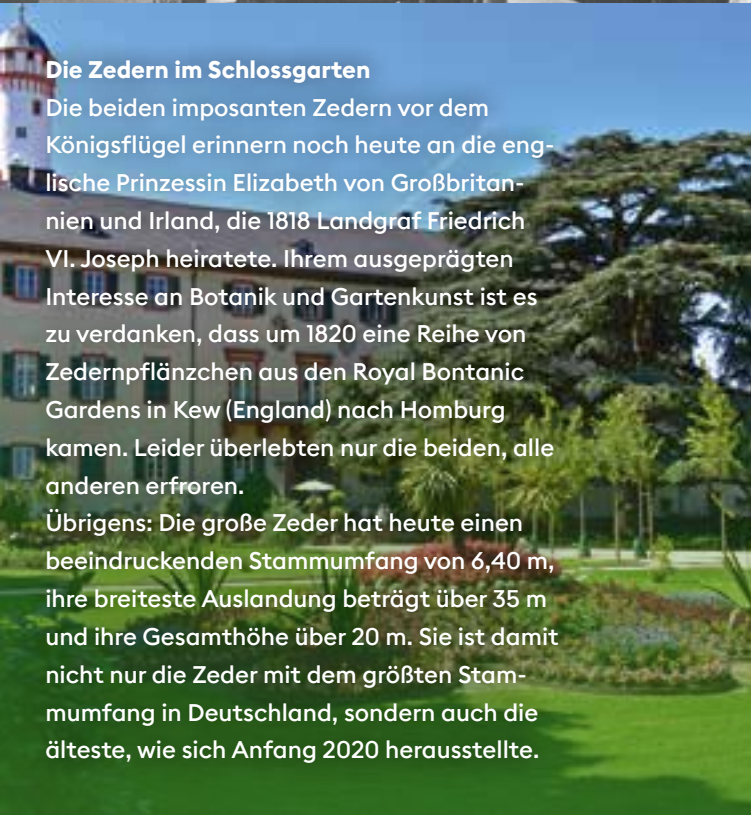 Die Zedern im Schlossgarten
Die beiden imposanten Zedern vor dem
Königsflügel erinnern noch heute an die eng-
lische Prinzessin Elizabeth von Großbritan-
nien und Irland, die 1818 Landgraf Friedrich
VI. Joseph heiratete. Ihrem ausgeprägten
Interesse an Botanik und Gartenkunst ist es
zu verdanken, dass um 1820 eine Reihe von
Zedernpflänzchen aus den Royal Bontanic
Gardens in Kew (England) nach Homburg
kamen. Leider überlebten nur die beiden, alle
anderen erfroren.
Übrigens: Die große Zeder hat heute einen
beeindruckenden Stammumfang von 6,40 m,
ihre breiteste Auslandung beträgt über 35 m
und ihre Gesamthöhe über 20 m. Sie ist damit
nicht nur die Zeder mit dem größten Stam-
mumfang in Deutschland, sondern auch die
älteste, wie sich Anfang 2020 herausstellte.